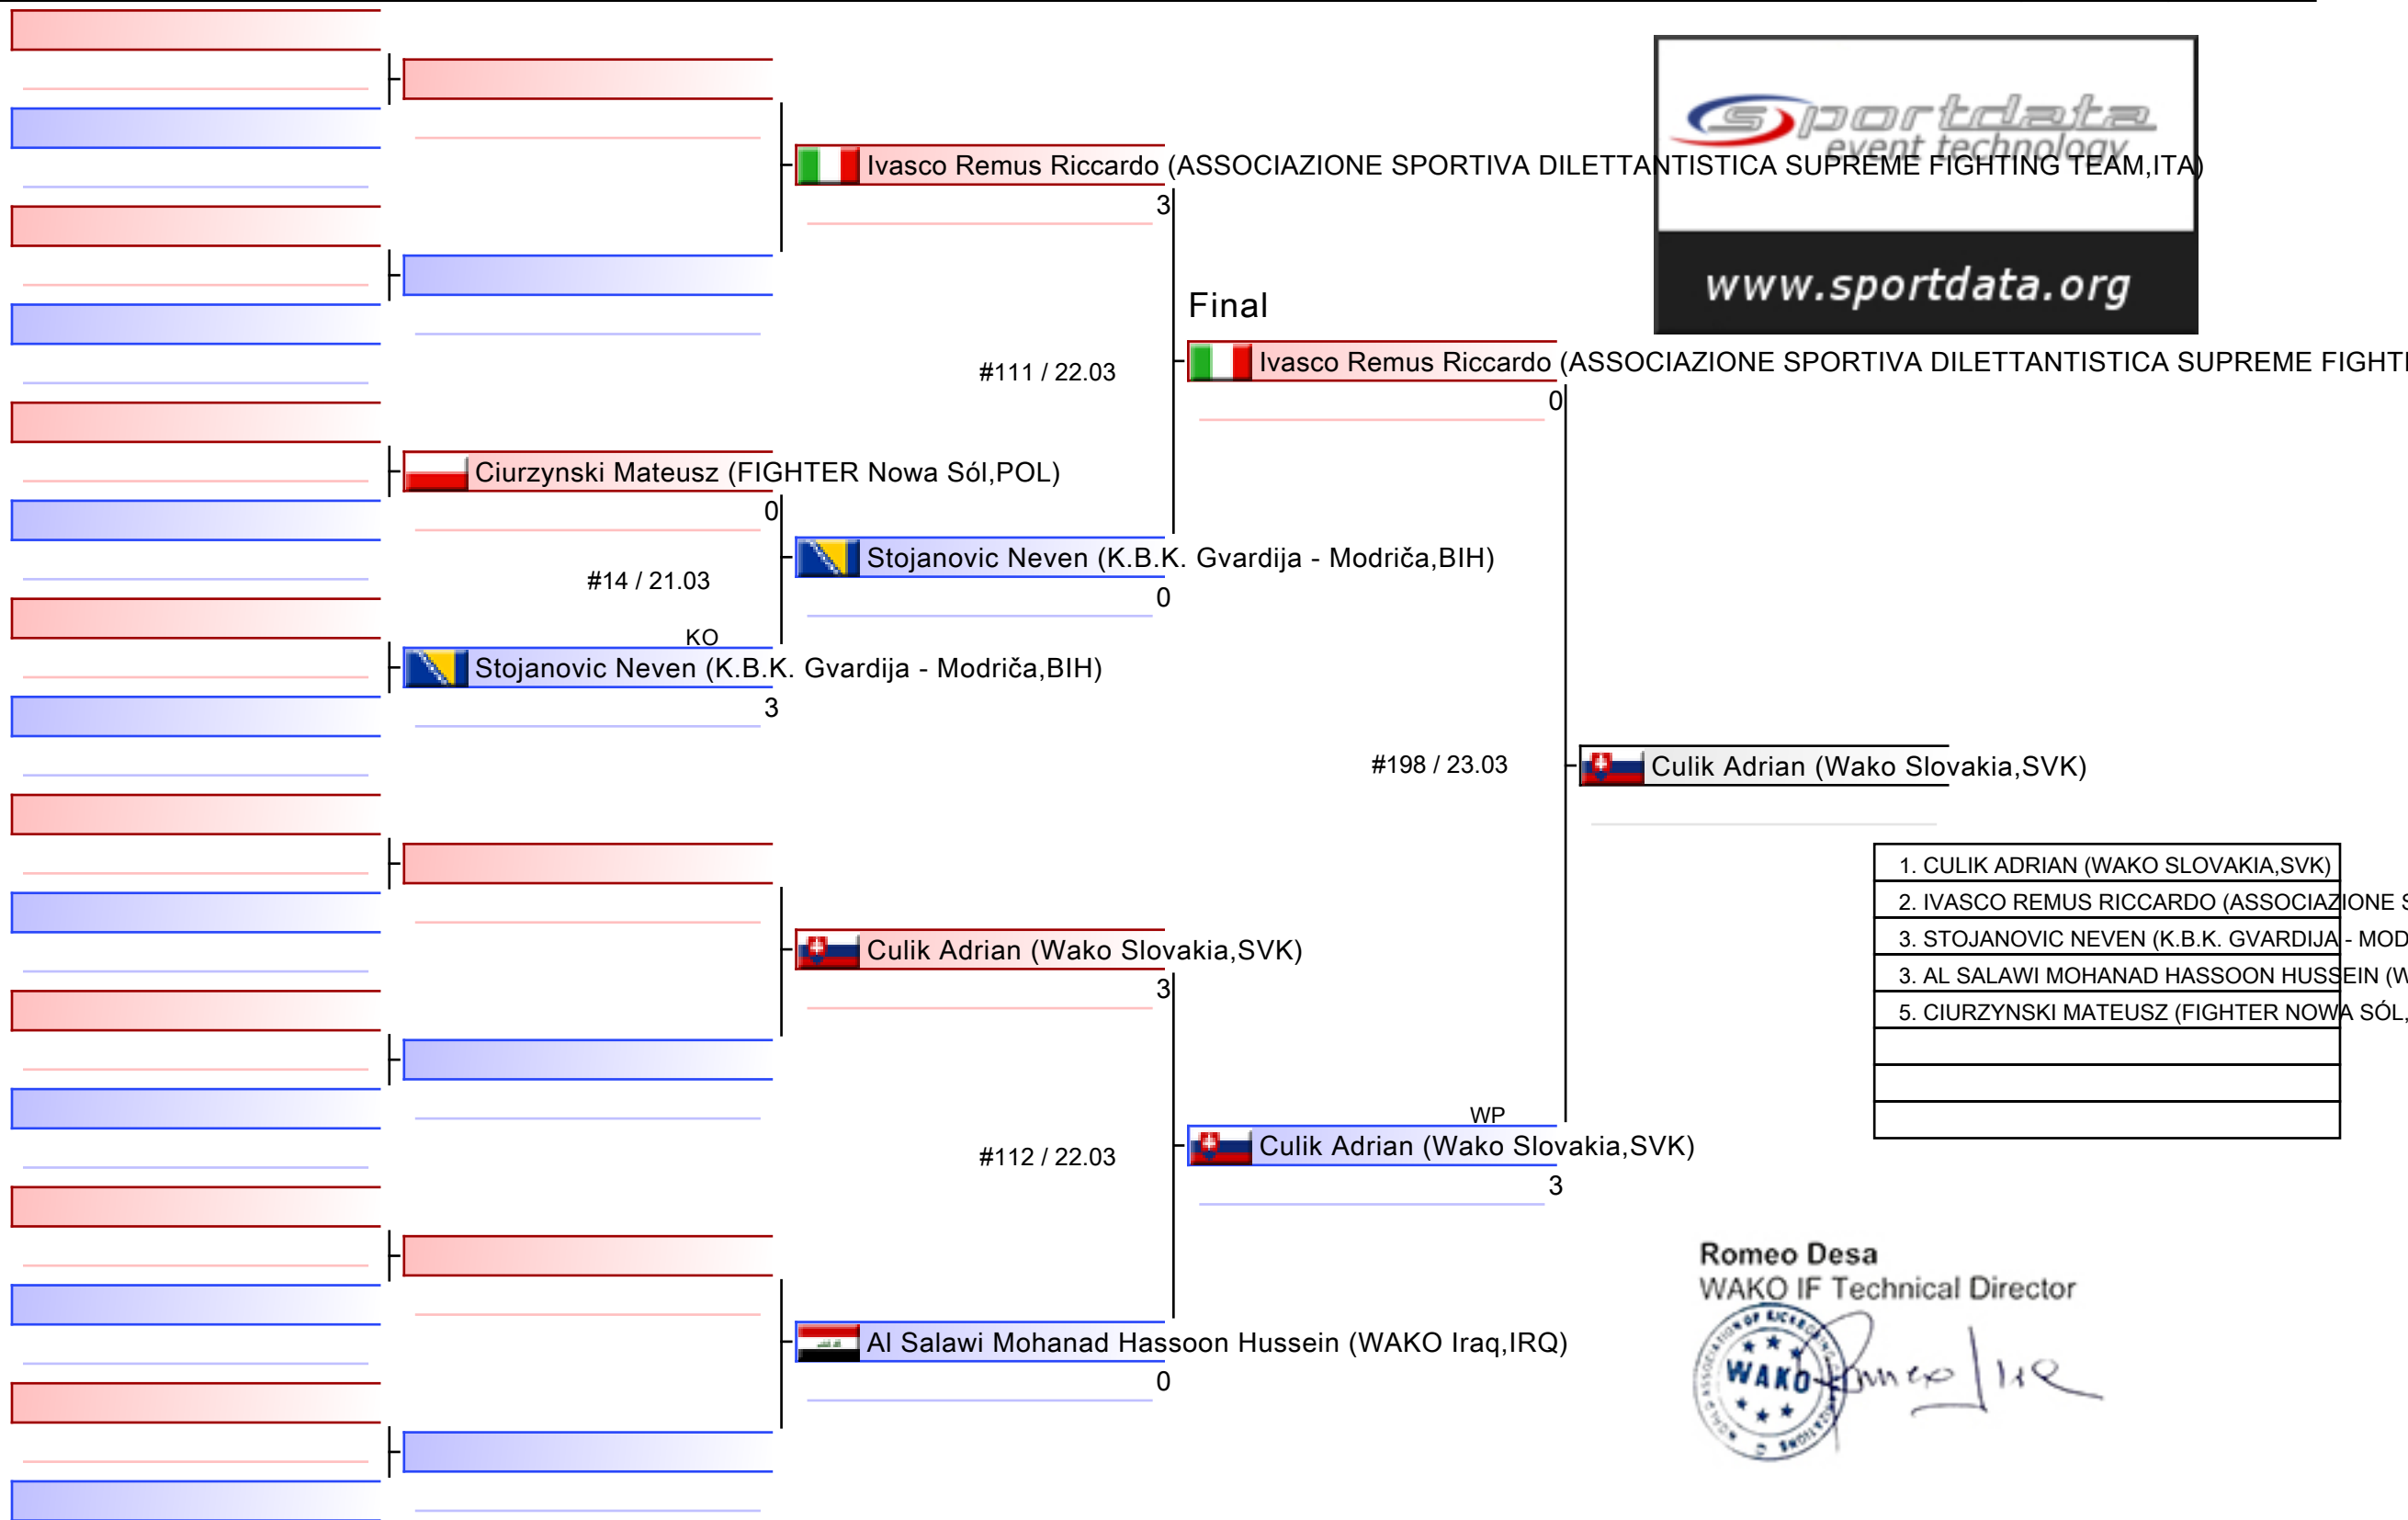 sportdata
event technology
www.sportdata.org
Ivasco Remus Riccardo (ASSOCIAZIONE SPORTIVA DILETTANTISTICA SUPREME FIGHTING TEAM,ITA)
3
Final
#111 / 22.03
Ivasco Remus Riccardo (ASSOCIAZIONE SPORTIVA DILETTANTISTICA SUPREME FIGHTI
0
Ciurzynski Mateusz (FIGHTER Nowa Sól,POL)
0
#14 / 21.03
Stojanovic Neven (K.B.K. Gvardija - Modriča,BIH)
0
KO
Stojanovic Neven (K.B.K. Gvardija - Modriča,BIH)
3
#198 / 23.03
Culik Adrian (Wako Slovakia,SVK)
1. CULIK ADRIAN (WAKO SLOVAKIA,SVK)
2. IVASCO REMUS RICCARDO (ASSOCIAZIONE S
3. STOJANOVIC NEVEN (K.B.K. GVARDIJA - MOD
3. AL SALAWI MOHANAD HASSOON HUSSEIN (W
5. CIURZYNSKI MATEUSZ (FIGHTER NOWA SÓL,
Culik Adrian (Wako Slovakia,SVK)
3
#112 / 22.03
WP
Culik Adrian (Wako Slovakia,SVK)
3
Al Salawi Mohanad Hassoon Hussein (WAKO Iraq,IRQ)
0
Romeo Desa
WAKO IF Technical Director
WAKO